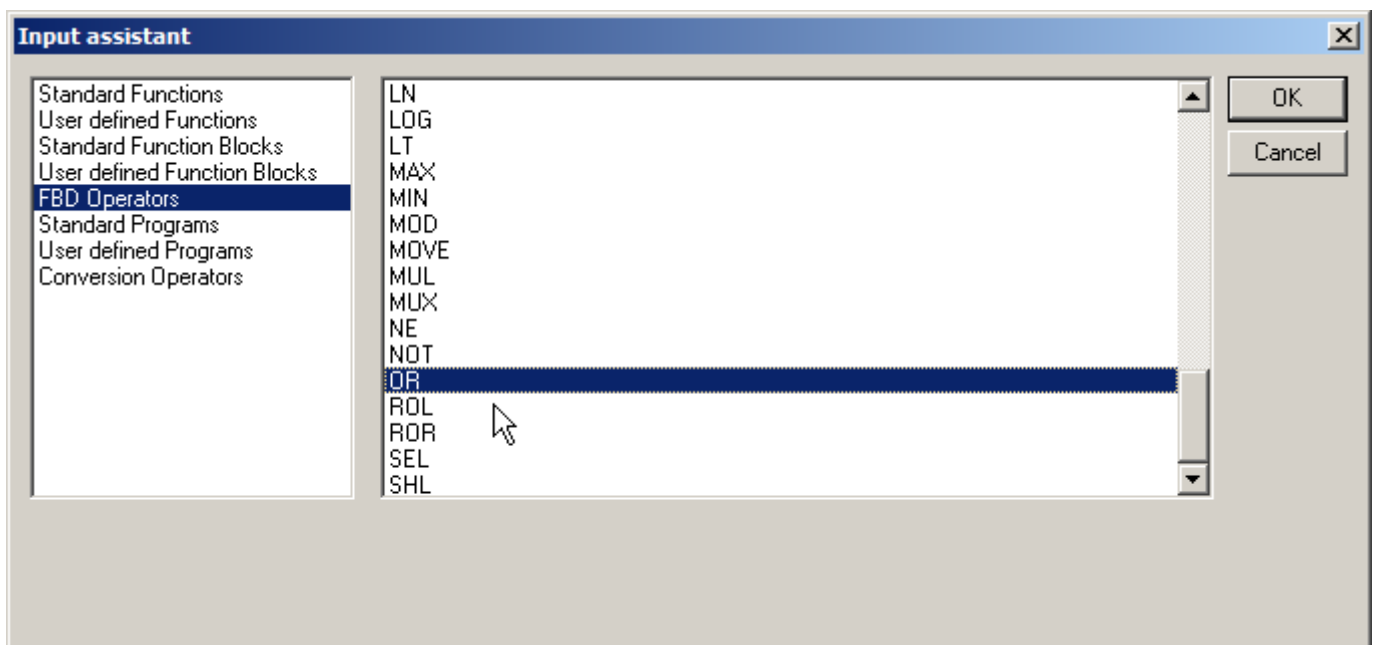 Input assistant
Standard Functions
User defined Functions
Standard Function Blocks
User defined Function Blocks
FBD Operators
Standard Programs
User defined Programs
Conversion Operators
LN
LOG
LT
MAX
MIN
MOD
MOVE
MUL
MUX
NE
NOT
OR
ROL
ROR
SEL
SHL
OK
Cancel